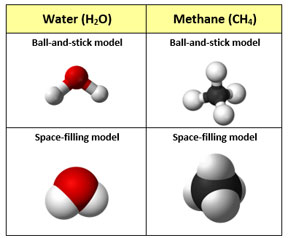 Water (H₂O)
Methane (CH₄)
Ball-and-stick model
Ball-and-stick model
Space-filling model
Space-filling model